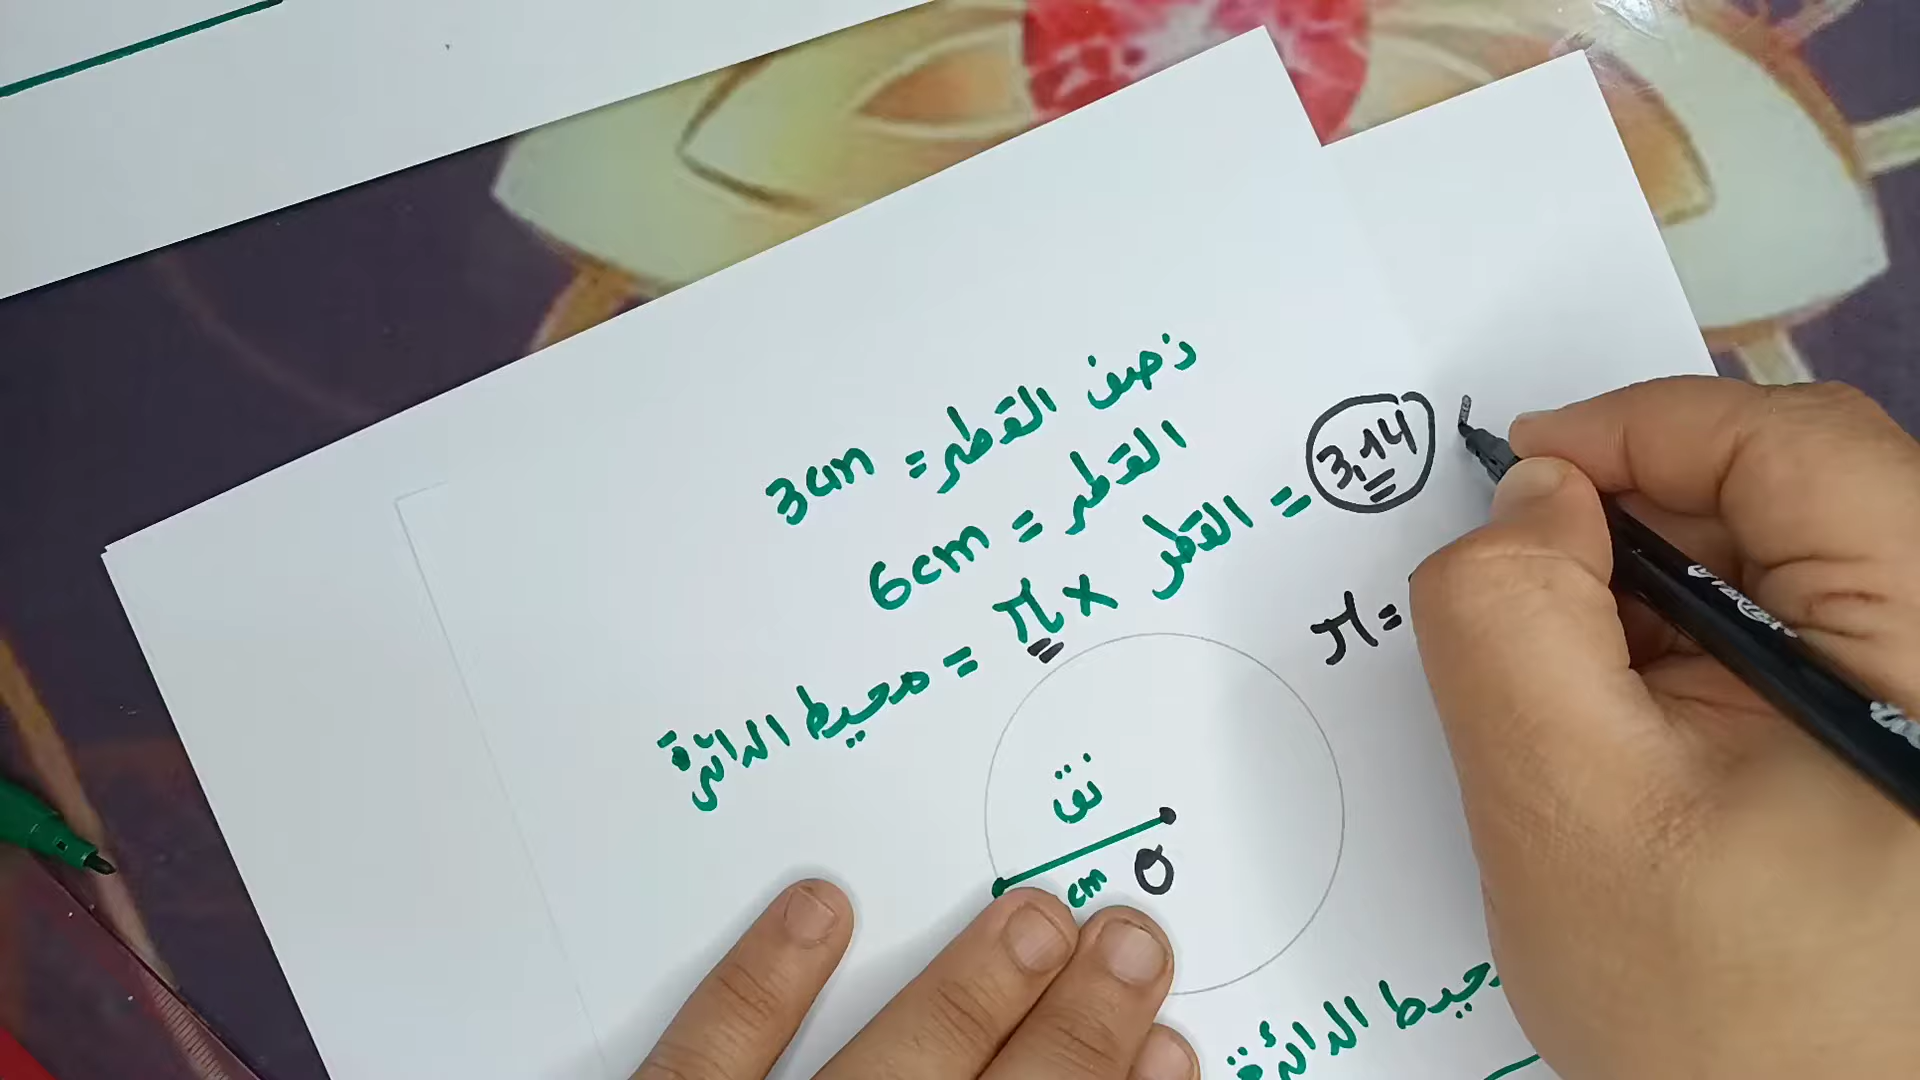 نصف القطر = 3cm
القطر = 6cm
محيط الدائرة = π x القطر = 3,14
π =
نق
cm
O
محيط الدائرة